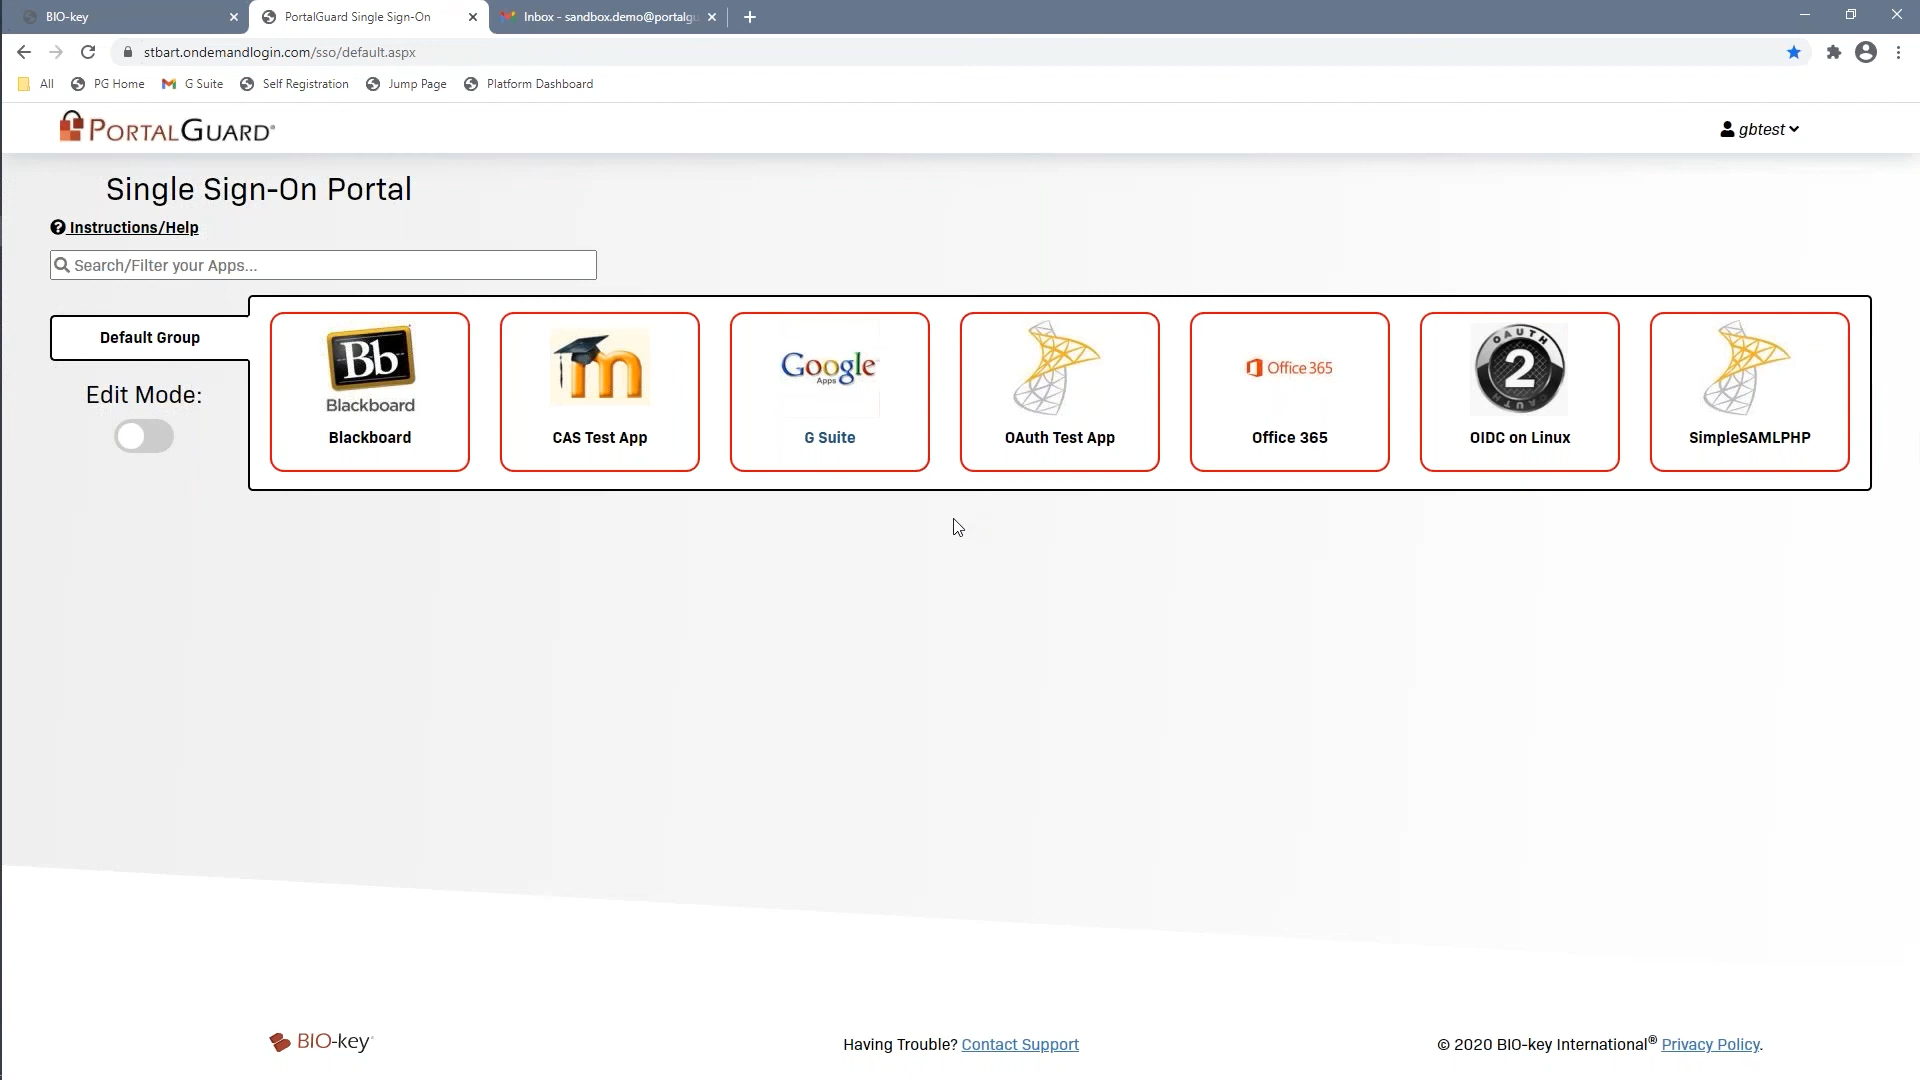 BIO-key
PortalGuard Single Sign-On
Inbox - sandbox.demo@portalgu
stbart.ondemandlogin.com/sso/default.aspx
All
PG Home
G Suite
Self Registration
Jump Page
Platform Dashboard
PORTALGUARD®
gbtest
Single Sign-On Portal
Instructions/Help
Search/Filter your Apps...
Default Group
Edit Mode:
Bb
Blackboard
Blackboard
m
CAS Test App
Google
Apps
G Suite
OAuth Test App
Office 365
Office 365
OAUTH
2
OAUTH
OIDC on Linux
SimpleSAMLPHP
BIO-key®
Having Trouble? Contact Support
© 2020 BIO-key International® Privacy Policy.